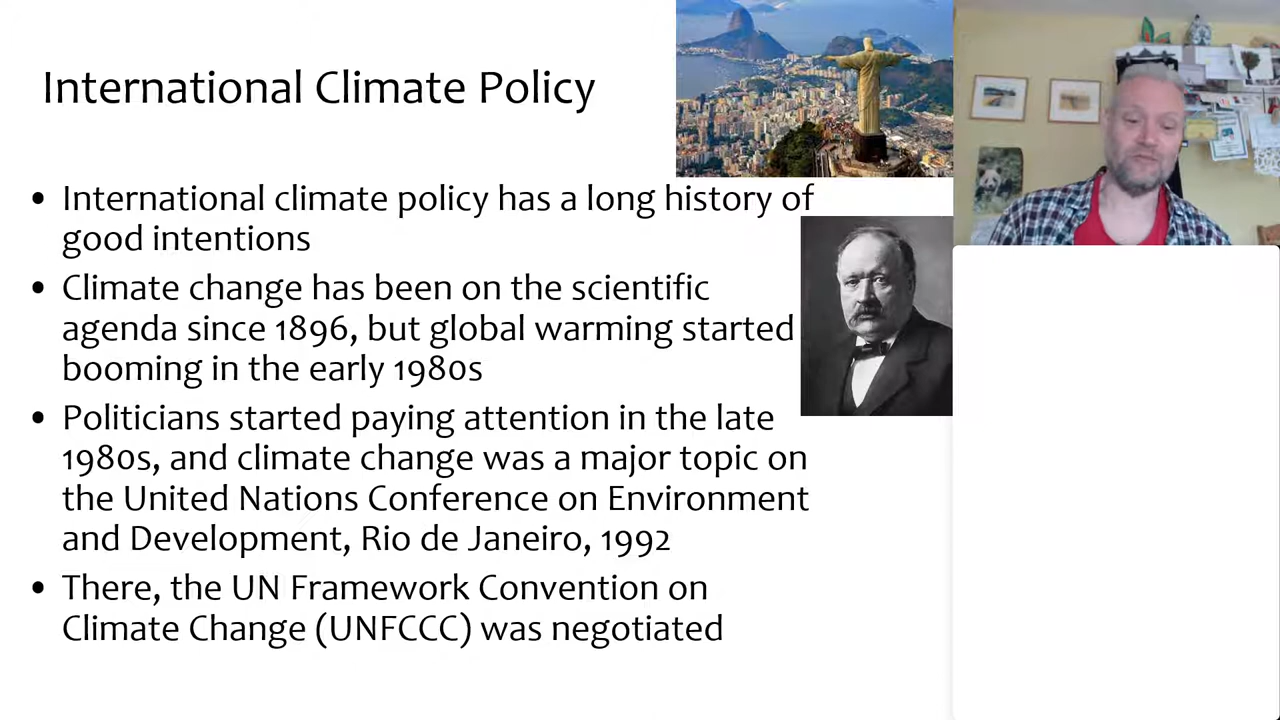 International Climate Policy
• International climate policy has a long history of
good intentions
• Climate change has been on the scientific
agenda since 1896, but global warming started
booming in the early 1980s
• Politicians started paying attention in the late
1980s, and climate change was a major topic on
the United Nations Conference on Environment
and Development, Rio de Janeiro, 1992
• There, the UN Framework Convention on
Climate Change (UNFCCC) was negotiated